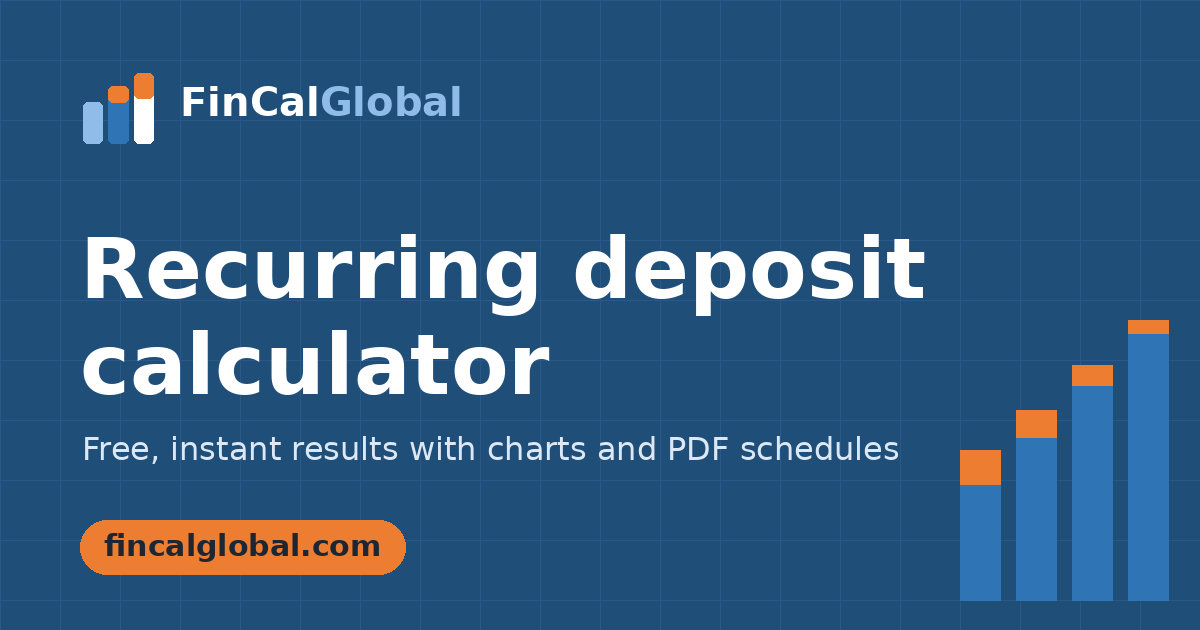 FinCalGlobal
Recurring deposit
calculator
Free, instant results with charts and PDF schedules
fincalglobal.com